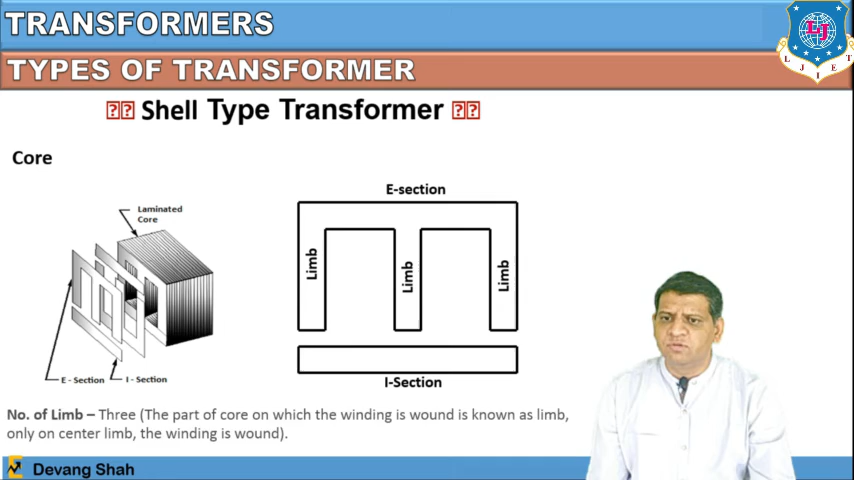 TRANSFORMERS
TYPES OF TRANSFORMER
LJ
L J I E T
Shell Type Transformer
Core
E-section
Laminated
Core
Limb
Limb
Limb
E - Section
I - Section
I-Section
No. of Limb – Three (The part of core on which the winding is wound is known as limb,
only on center limb, the winding is wound).
Devang Shah